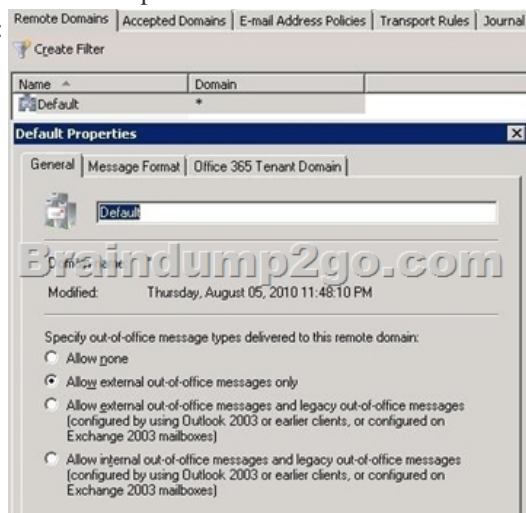 Remote Domains Accepted Domains E-mail Address Policies Transport Rules Journal
Create Filter
Name Domain
Default *
Default Properties
General Message Format Office 365 Tenant Domain
Default
Braindump2go.com
Modified: Thursday, August 05, 2010 11:48:10 PM
Specify out-of-office message types delivered to this remote domain:
Allow none
Allow external out-of-office messages only
Allow external out-of-office messages and legacy out-of-office messages
(configured by using Outlook 2003 or earlier clients, or configured on
Exchange 2003 mailboxes)
Allow internal out-of-office messages and legacy out-of-office messages
(configured by using Outlook 2003 or earlier clients, or configured on
Exchange 2003 mailboxes)